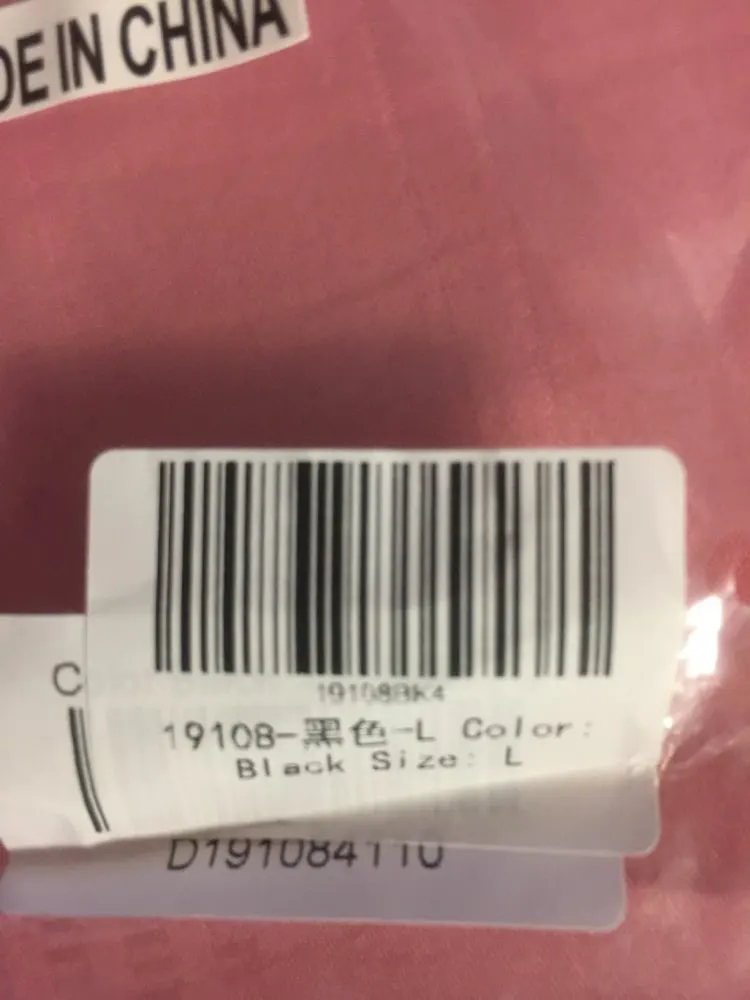 DE IN CHINA
C
19108BK4
19108-黑色-L Color:
Black Size: L
D191084110